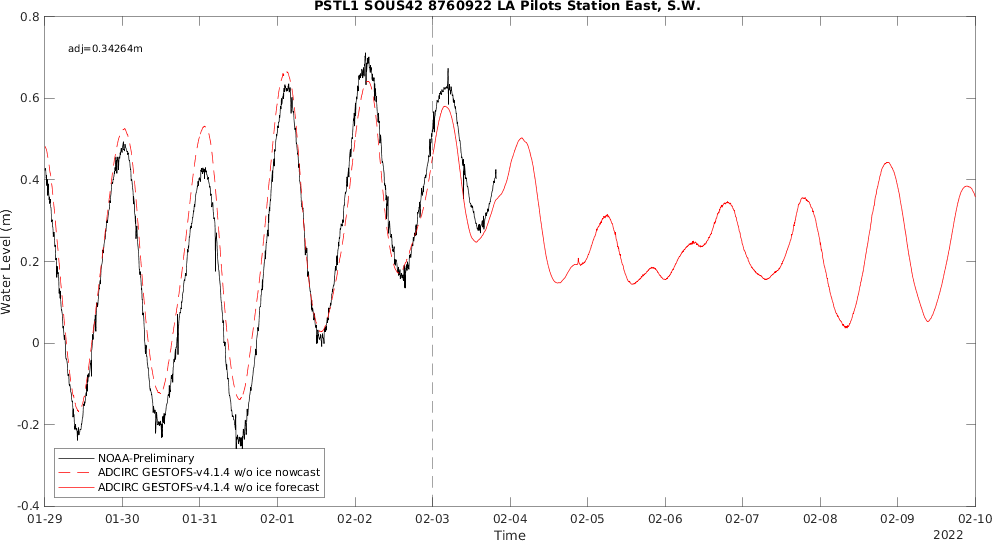 PSTL1 SOUS42 8760922 LA Pilots Station East, S.W.
adj=0.34264m
Water Level (m)
0.8
0.6
0.4
0.2
0
-0.2
-0.4
NOAA-Preliminary
ADCIRC GESTOFS-v4.1.4 w/o ice nowcast
ADCIRC GESTOFS-v4.1.4 w/o ice forecast
01-29 01-30 01-31 02-01 02-02 02-03 02-04 02-05 02-06 02-07 02-08 02-09 02-10
Time
2022